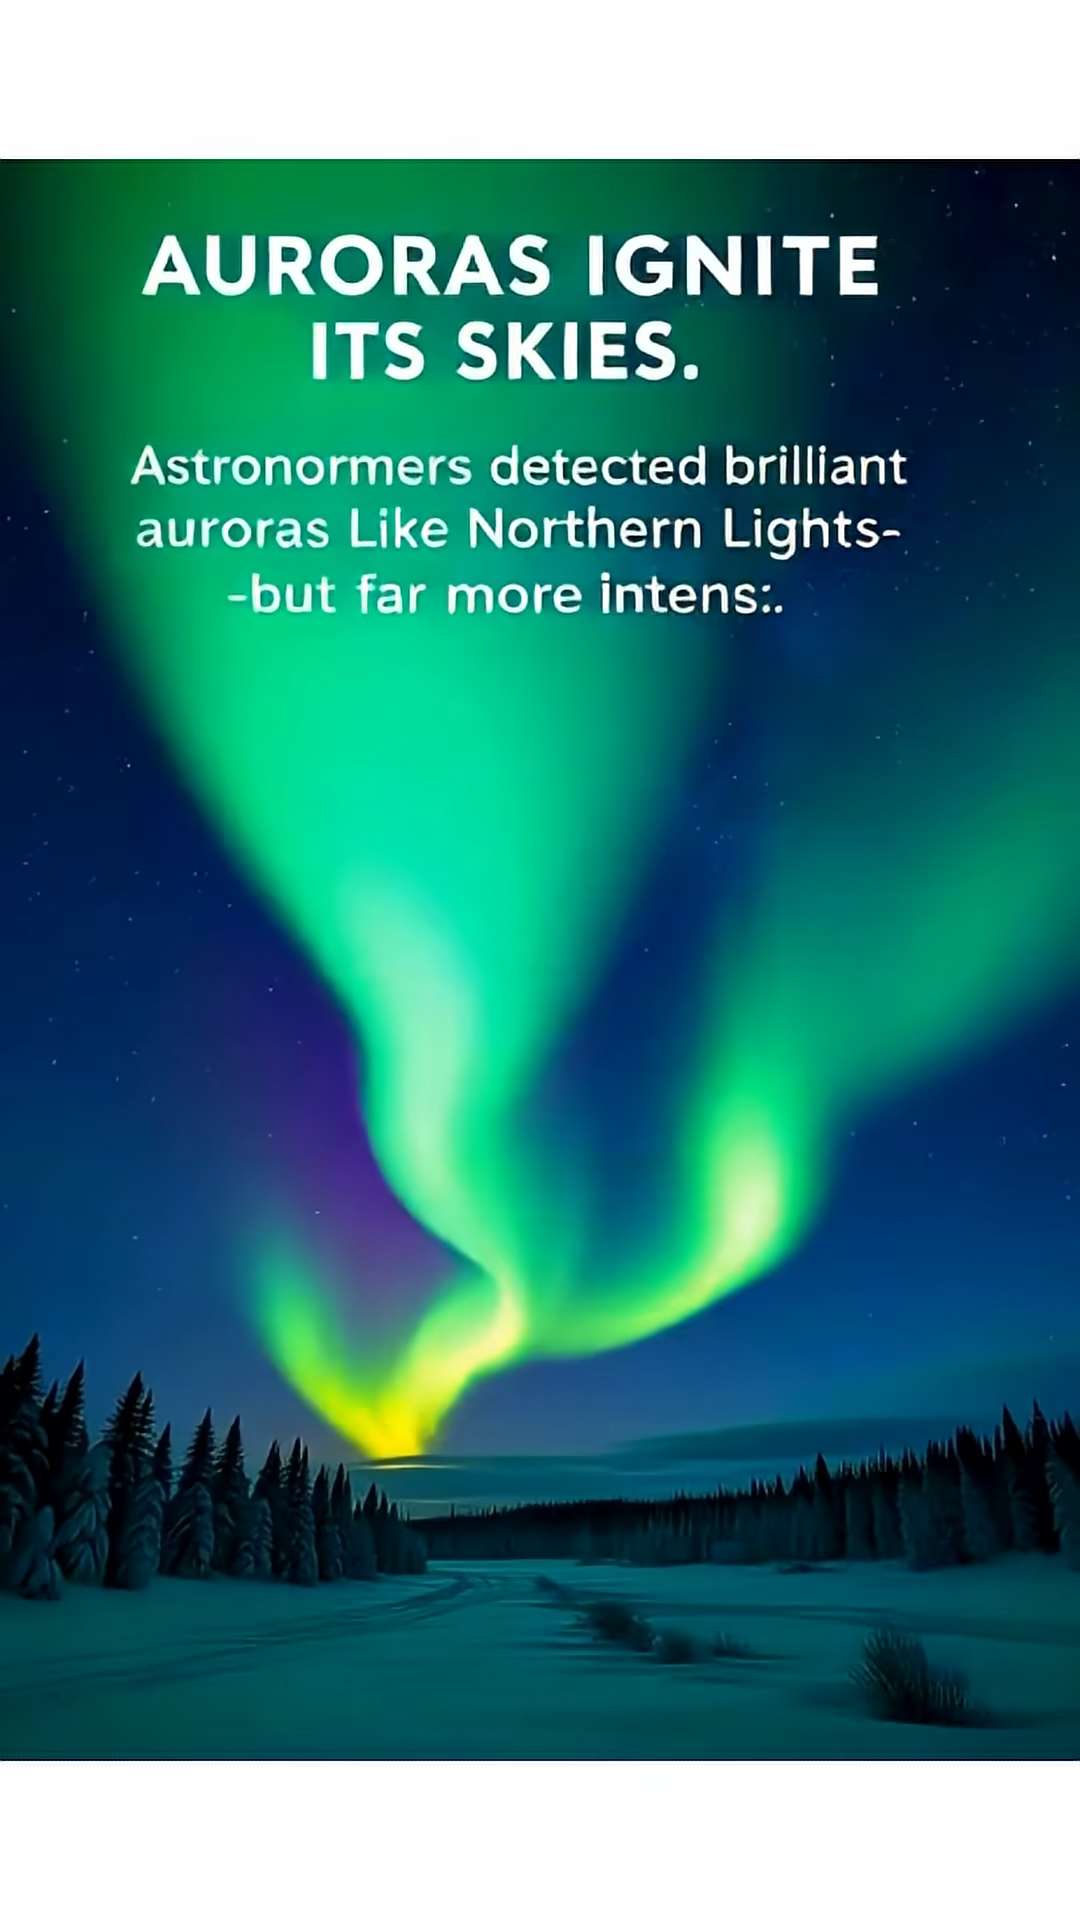 AURORAS IGNITE
ITS SKIES.
Astronormers detected brilliant
auroras Like Northern Lights-
-but far more intens:.